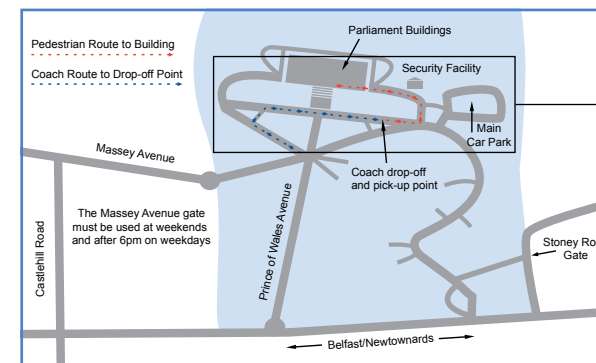 Parliament Buildings
Pedestrian Route to Building
Coach Route to Drop-off Point
Security Facility
Main
Car Park
Massey Avenue
Coach drop-off
and pick-up point
The Massey Avenue gate
must be used at weekends
and after 6pm on weekdays
Castlehill Road
Prince of Wales Avenue
Stoney Ro
Gate
Belfast/Newtownards